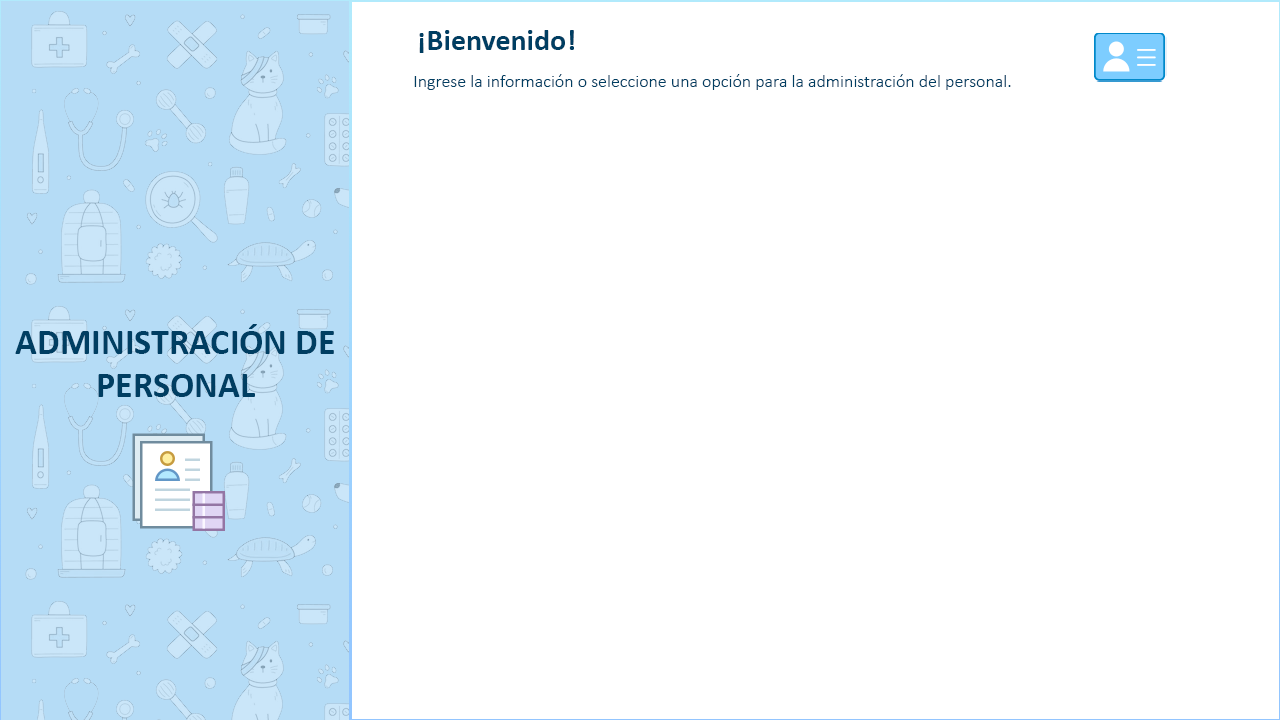 ¡Bienvenido!
Ingrese la información o seleccione una opción para la administración del personal.
ADMINISTRACIÓN DE
PERSONAL